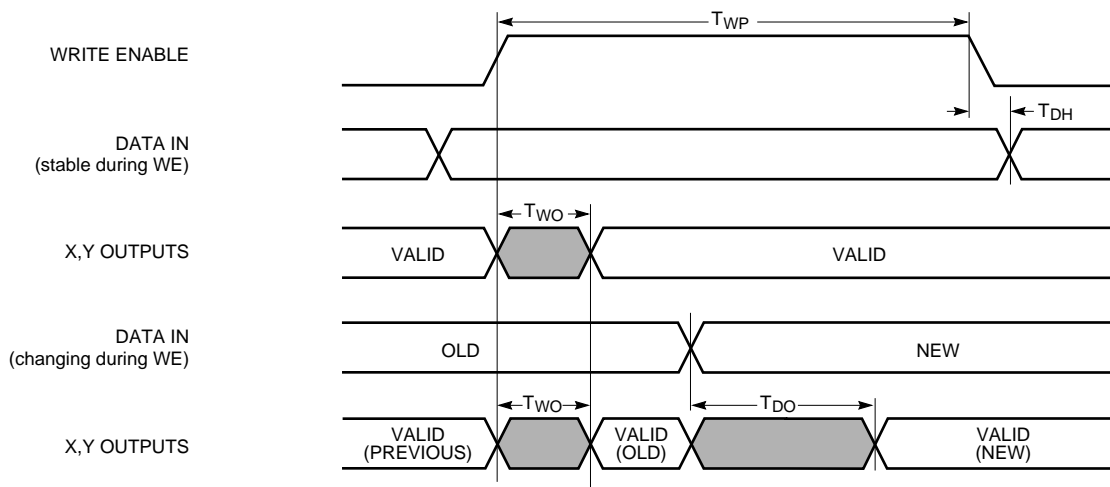 T_WP
WRITE ENABLE
T_DH
DATA IN
(stable during WE)
T_WO
X,Y OUTPUTS
VALID
VALID
DATA IN
(changing during WE)
OLD
NEW
T_WO
T_DO
X,Y OUTPUTS
VALID
(PREVIOUS)
VALID
(OLD)
VALID
(NEW)